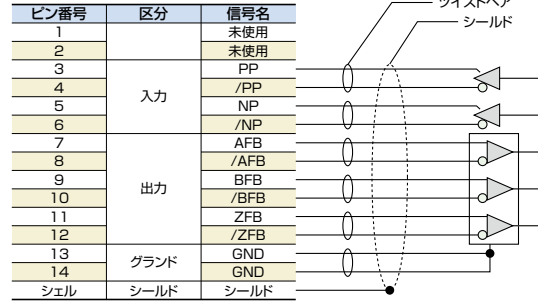 ツイストペア
シールド
ピン番号 区分 信号名
1 未使用
2 未使用
3 PP
4 /PP
入力
5 NP
6 /NP
7 AFB
8 /AFB
9 BFB
出力
10 /BFB
11 ZFB
12 /ZFB
13 GND
グランド
14 GND
シェル シールド シールド